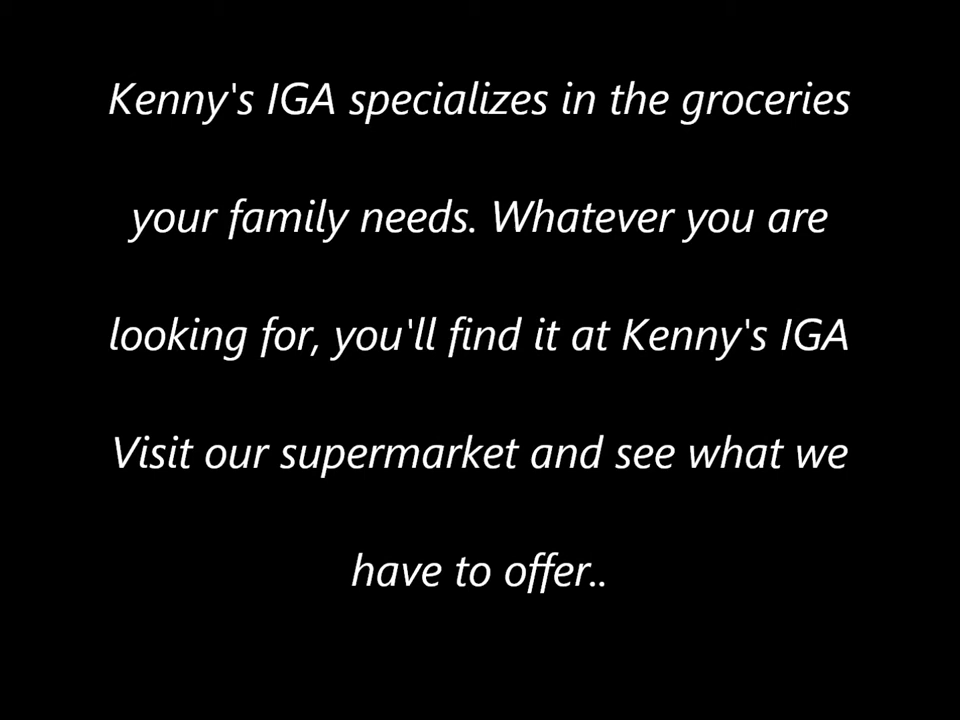 Kenny's IGA specializes in the groceries
your family needs. Whatever you are
looking for, you'll find it at Kenny's IGA
Visit our supermarket and see what we
have to offer..